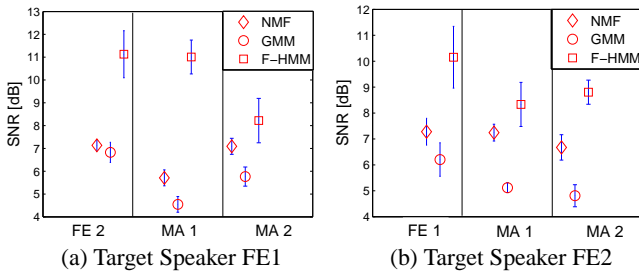 13
12
11
10
9
8
7
6
5
4
SNR [dB]
NMF
GMM
F-HMM
FE 2
MA 1
MA 2
(a) Target Speaker FE1
12
11
10
9
8
7
6
5
4
SNR [dB]
NMF
GMM
F-HMM
FE 1
MA 1
MA 2
(b) Target Speaker FE2